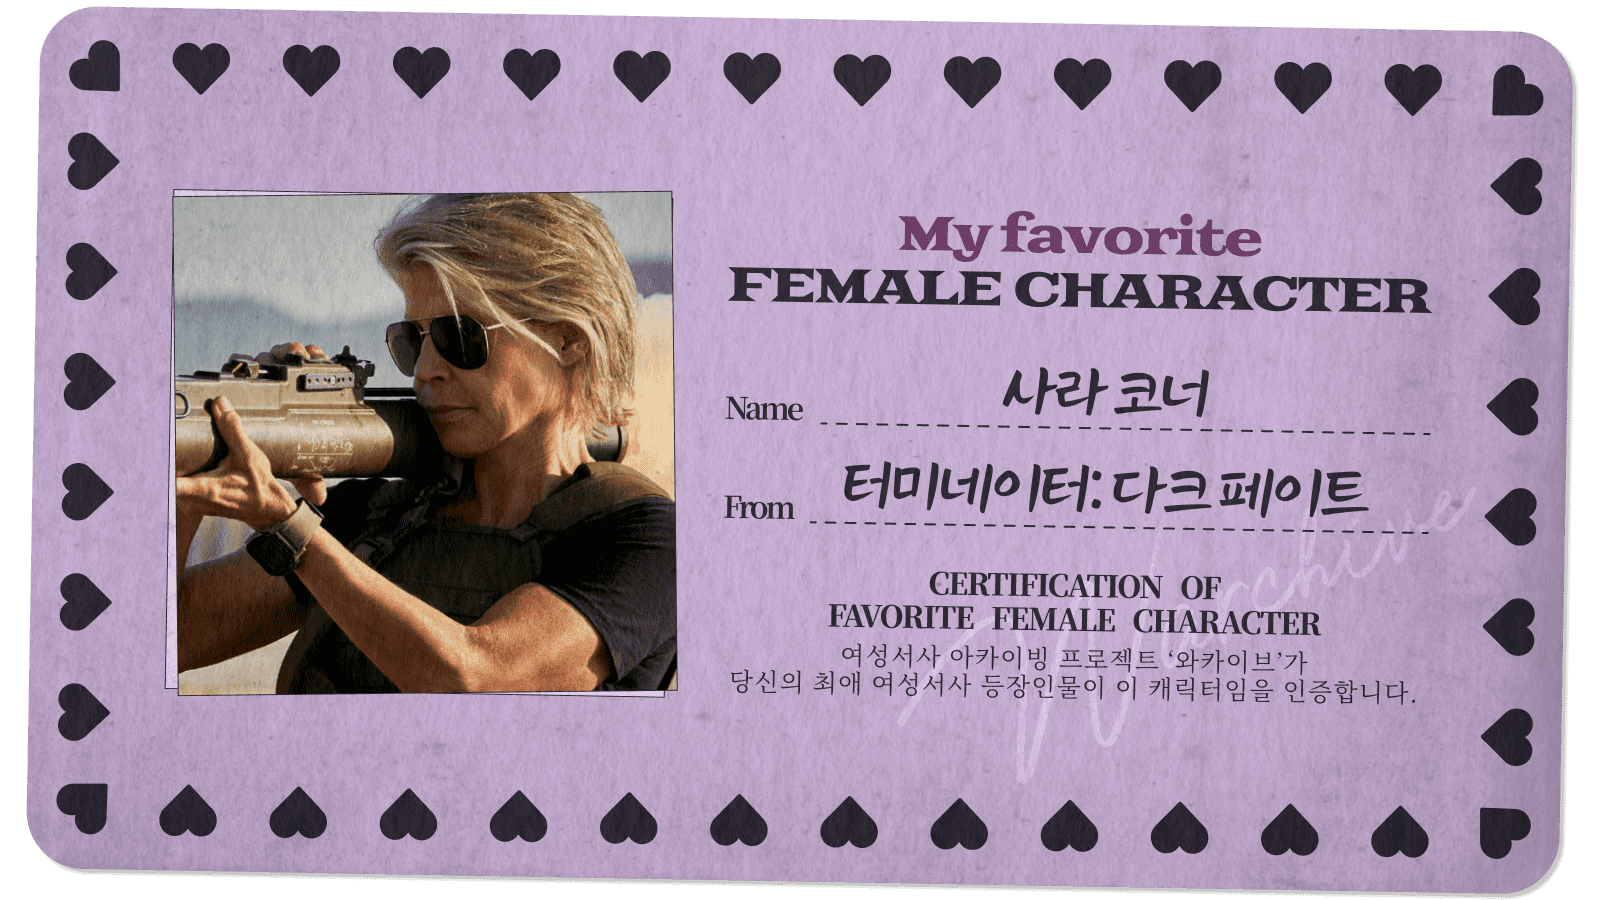 My favorite
FEMALE CHARACTER
Name 사라 코너
From 터미네이터: 다크 페이트
CERTIFICATION OF
FAVORITE FEMALE CHARACTER
여성서사 아카이빙 프로젝트 ‘와카이브’가
당신의 최애 여성서사 등장인물이 이 캐릭터임을 인증합니다.
Warchive